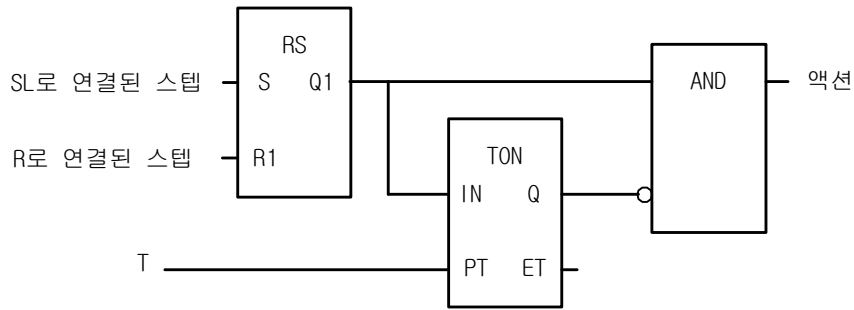 RS
SL로 연결된 스텝
S Q1
AND
액션
R로 연결된 스텝
R1
TON
IN Q
T
PT ET